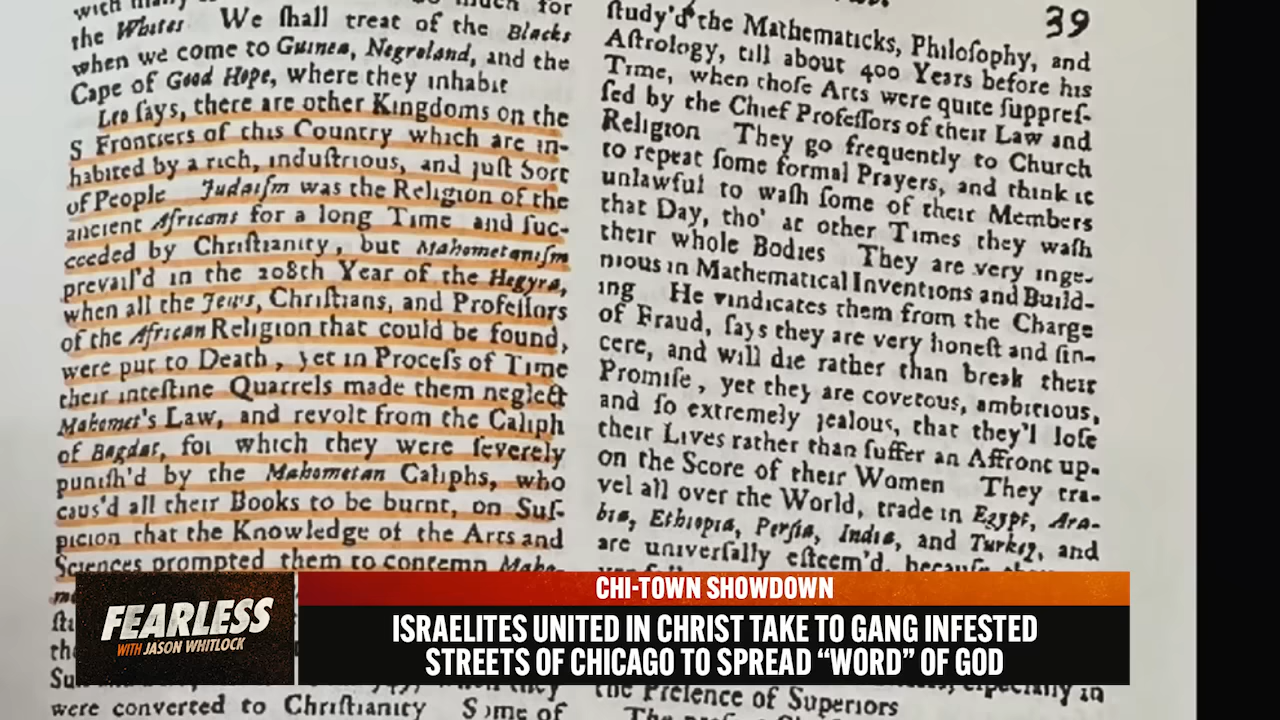 the Whites We ſhall treat of the Blacks
when we come to Guinea, Negroland, and the
Cape of Good Hope, where they inhabit
Leo ſays, there are other Kingdoms on the
S Frontiers of this Country which are in-
habited by a rich, induſtrious, and juſt Sort
of People Judaiſm was the Religion of the
ancient Africans for a long Time and ſuc-
ceeded by Chriſtianity, but Mahometaniſm
prevail'd in the 208th Year of the Hegyra,
when all the Jews, Chriſtians, and Profeſſors
of the African Religion that could be found,
were put to Death, yet in Proceſs of Time
their inteſtine Quarrels made them neglect
Mahomet's Law, and revolt from the Caliph
of Bagdat, for which they were ſeverely
puniſh'd by the Mahometan Caliphs, who
caus'd all their Books to be burnt, on Suſ-
picion that the Knowledge of the Arts and
Sciences prompted them to contemn Maho-
were converted to Chriſtianity Some of
39
ſtudy'd the Mathematicks, Philoſophy, and
Aſtrology, till about 400 Years before his
Time, when thoſe Arts were quite ſuppreſ-
ſed by the Chief Profeſſors of their Law and
Religion They go frequently to Church
to repeat ſome formal Prayers, and think it
unlawful to waſh ſome of their Members
that Day, tho' at other Times they waſh
their whole Bodies They are very inge-
nious in Mathematical Inventions and Build-
ing He vindicates them from the Charge
of Fraud, ſays they are very honeſt and ſin-
cere, and will die rather than break their
Promiſe, yet they are covetous, ambitious,
and ſo extremely jealous, that they'l loſe
their Lives rather than ſuffer an Affront up-
on the Score of their Women They tra-
vel all over the World, trade in Egypt, Ara-
bia, Ethiopia, Perſia, India, and Turkey, and
are univerſally eſteem'd, becauſe
the Preſence of Superiors
FEARLESS
WITH JASON WHITLOCK
CHI-TOWN SHOWDOWN
ISRAELITES UNITED IN CHRIST TAKE TO GANG INFESTED
STREETS OF CHICAGO TO SPREAD “WORD” OF GOD